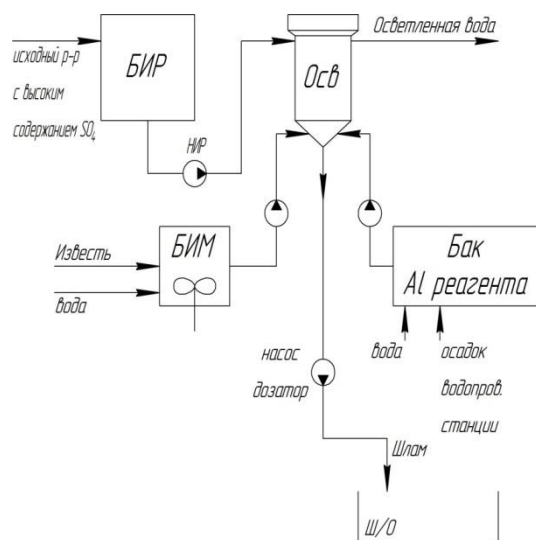 исходный р-р
с высоким
содержанием SO₄
БИР
НИР
Осв
Осветленная вода
Известь
вода
БИМ
Бак
Al реагента
вода
осадок
водопров.
станции
насос
дозатор
Шлам
Ш/О